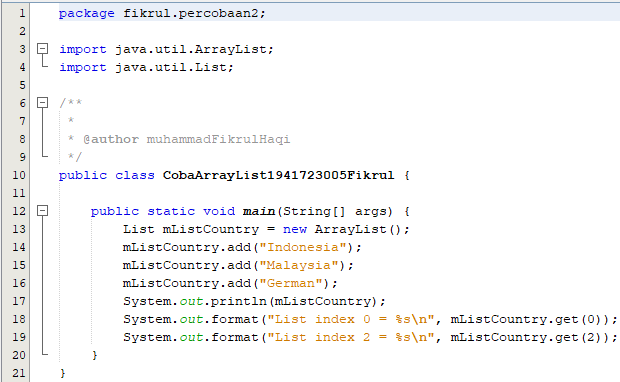 1 package fikrul.percobaan2;
2
3 import java.util.ArrayList;
4 import java.util.List;
5
6 /**
7 *
8 * @author muhammadFikrulHaqi
9 */
10 public class CobaArrayList1941723005Fikrul {
11
12 public static void main(String[] args) {
13 List mListCountry = new ArrayList();
14 mListCountry.add("Indonesia");
15 mListCountry.add("Malaysia");
16 mListCountry.add("German");
17 System.out.println(mListCountry);
18 System.out.format("List index 0 = %s\n", mListCountry.get(0));
19 System.out.format("List index 2 = %s\n", mListCountry.get(2));
20 }
21 }